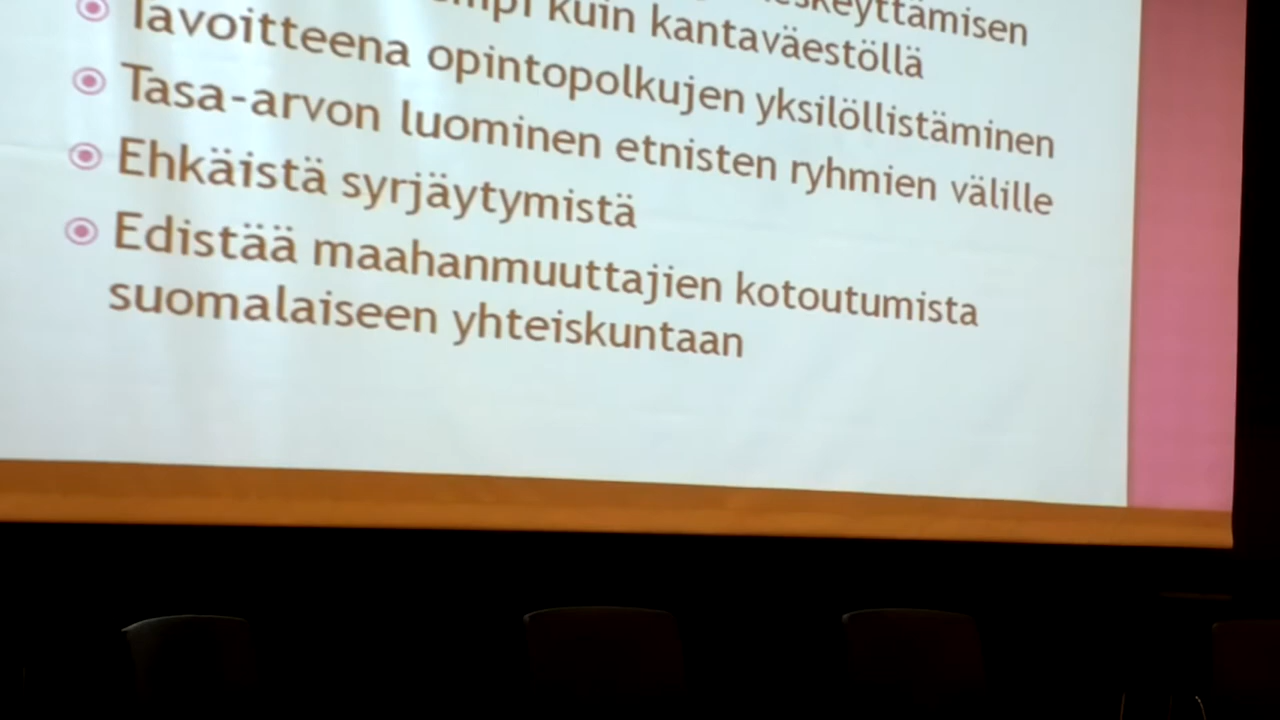 kuin kantaväestöllä
Tavoitteena opintopolkujen yksilöllistäminen
Tasa-arvon luominen etnisten ryhmien välille
Ehkäistä syrjäytymistä
Edistää maahanmuuttajien kotoutumista
suomalaiseen yhteiskuntaan